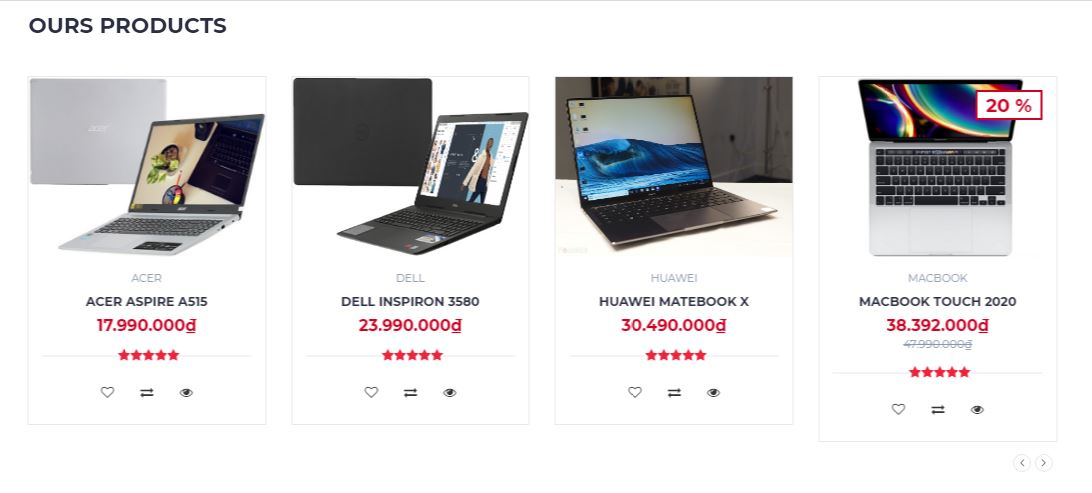 OURS PRODUCTS
acer
20 %
ACER
ACER ASPIRE A515
17.990.000₫
DELL
DELL INSPIRON 3580
23.990.000₫
HUAWEI
HUAWEI MATEBOOK X
30.490.000₫
MACBOOK
MACBOOK TOUCH 2020
38.392.000₫
47.990.000₫